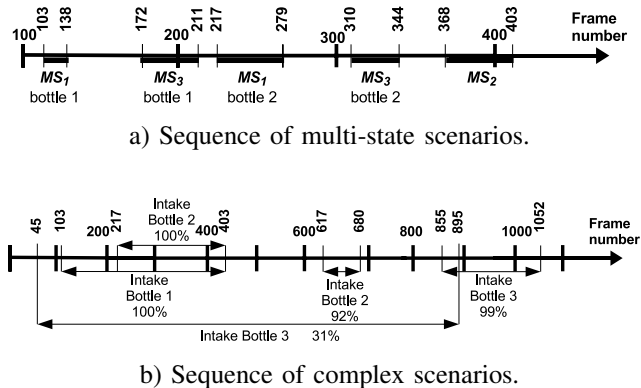 Frame
number
100 103 138 172 200 211 217 279 300 310 344 368 400 403
MS1 MS3 MS1 MS3 MS2
bottle 1 bottle 1 bottle 2 bottle 2
a) Sequence of multi-state scenarios.
Intake
Bottle 2
100%
45 103 200 217 400 403 600 617 680 800 855 895 1000 1052
Frame
number
Intake
Bottle 1
100%
Intake
Bottle 2
92%
Intake
Bottle 3
99%
Intake Bottle 3 31%
b) Sequence of complex scenarios.